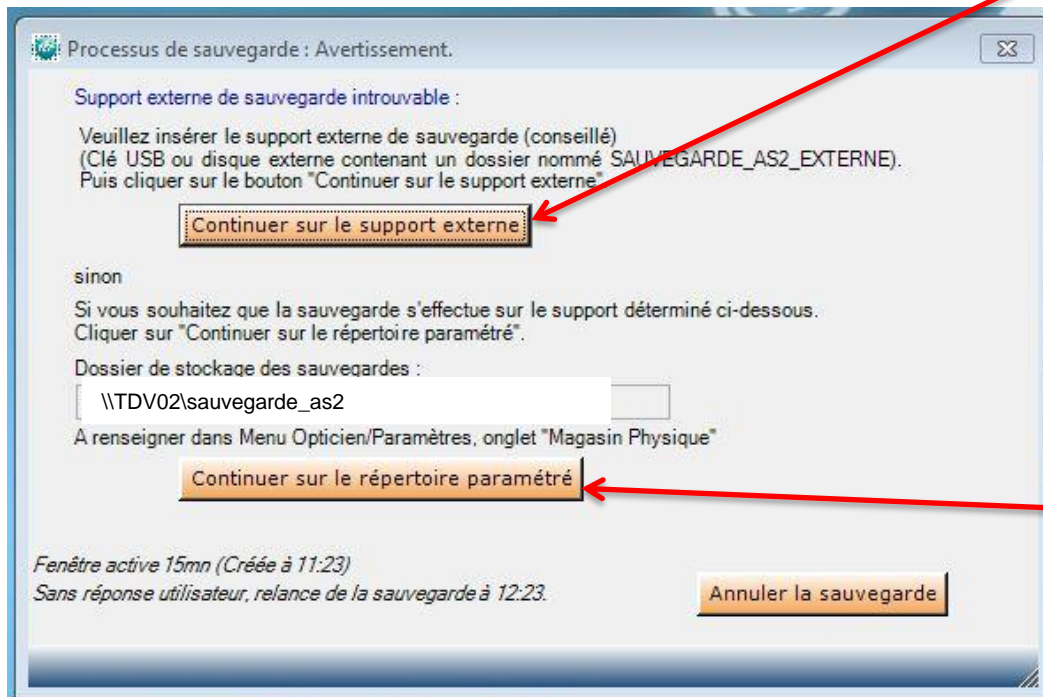 Processus de sauvegarde : Avertissement.
Support externe de sauvegarde introuvable :
Veuillez insérer le support externe de sauvegarde (conseillé)
(Clé USB ou disque externe contenant un dossier nommé SAUVEGARDE_AS2_EXTERNE).
Puis cliquer sur le bouton "Continuer sur le support externe".
Continuer sur le support externe
sinon
Si vous souhaitez que la sauvegarde s'effectue sur le support déterminé ci-dessous.
Cliquer sur "Continuer sur le répertoire paramétré".
Dossier de stockage des sauvegardes :
\\TDV02\sauvegarde_as2
A renseigner dans Menu Opticien/Paramètres, onglet "Magasin Physique"
Continuer sur le répertoire paramétré
Fenêtre active 15mn (Créée à 11:23)
Sans réponse utilisateur, relance de la sauvegarde à 12:23.
Annuler la sauvegarde